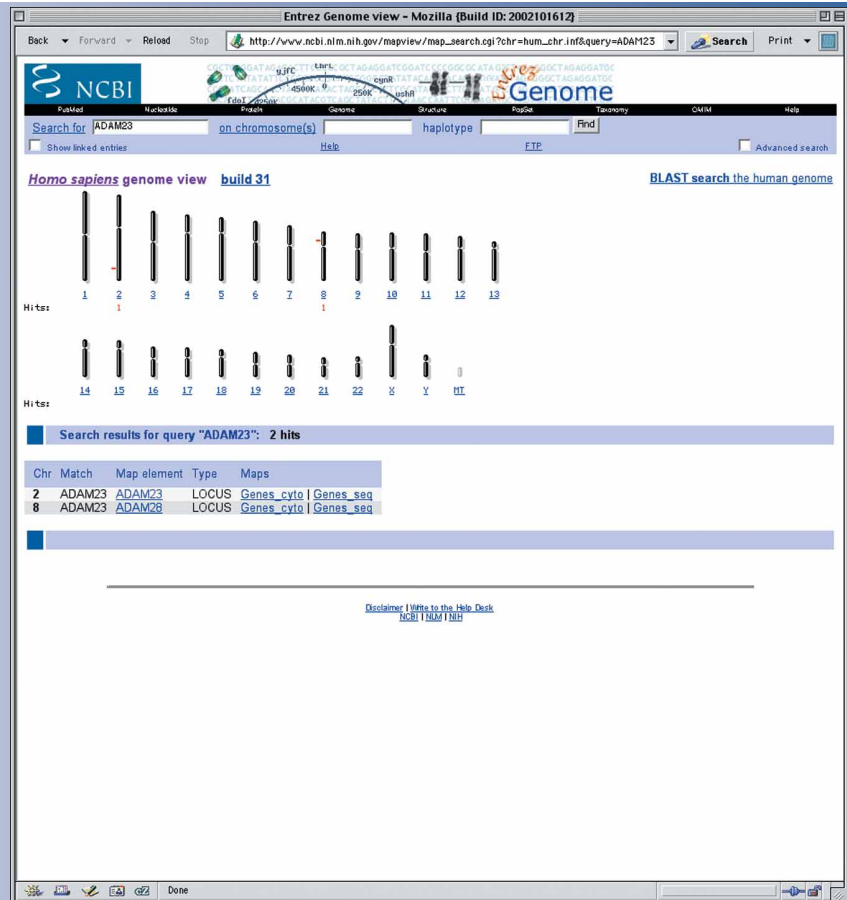 Entrez Genome view - Mozilla {Build ID: 2002101612}
Back Forward Reload Stop http://www.ncbi.nlm.nih.gov/mapview/map_search.cgi?chr=hum_chr.inf&query=ADAM23 Search Print
NCBI
Entrez Genome
PubMed Nucleotide Protein Genome Structure PopSet Taxonomy OMIM Help
Search for ADAM23 on chromosome(s) haplotype Find
Show linked entries Help FTP Advanced search
Homo sapiens genome view build 31 BLAST search the human genome
1 2 3 4 5 6 7 8 9 10 11 12 13
Hits: 1 1
14 15 16 17 18 19 20 21 22 X Y MT
Hits:
Search results for query "ADAM23": 2 hits
Chr Match Map element Type Maps
2 ADAM23 ADAM23 LOCUS Genes_cyto | Genes_seq
8 ADAM23 ADAM28 LOCUS Genes_cyto | Genes_seq
Disclaimer | Write to the Help Desk
NCBI | NLM | NIH
Done